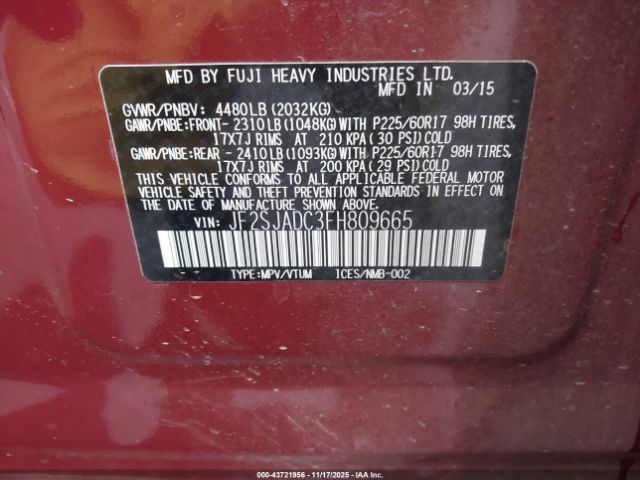 MFD BY FUJI HEAVY INDUSTRIES LTD.
MFD IN 03/15
GVWR/PNBV: 4480LB(2032KG)
GAWR/PNBE:FRONT- 2310LB(1048KG)WITH P225/60R17 98H TIRES,
17X7J RIMS AT 210 KPA( 30 PSI)COLD
GAWR/PNBE:REAR - 2410LB(1093KG)WITH P225/60R17 98H TIRES,
17X7J RIMS AT 200 KPA( 29 PSI)COLD
THIS VEHICLE CONFORMS TO ALL APPLICABLE FEDERAL MOTOR
VEHICLE SAFETY AND THEFT PREVENTION STANDARDS IN EFFECT ON
THE DATE OF MANUFACTURE SHOWN ABOVE.
VIN: JF2SJADC3FH809665
TYPE:MPV/VTUM ICES/NMB-002
000-43721956 - 11/17/2025 - IAAI.COM